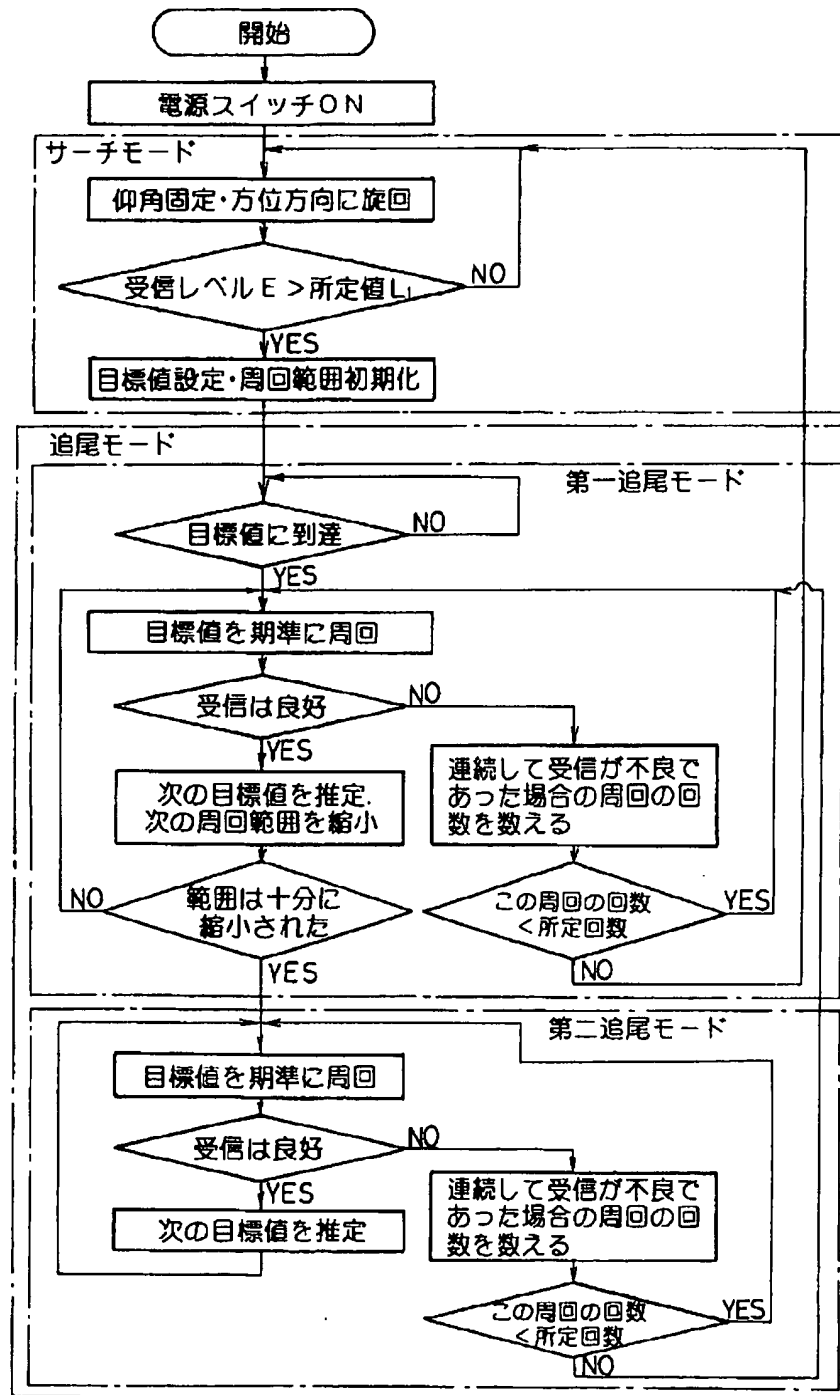 開始
電源スイッチON
サーチモード
仰角固定・方位方向に旋回
受信レベルE>所定値L₁
NO
YES
目標値設定・周回範囲初期化
追尾モード
第一追尾モード
目標値に到達
NO
YES
目標値を期準に周回
受信は良好
NO
YES
次の目標値を推定.
次の周回範囲を縮小
連続して受信が不良で
あった場合の周回の回
数を数える
NO
範囲は十分に
縮小された
この周回の回数
<所定回数
YES
YES
NO
第二追尾モード
目標値を期準に周回
受信は良好
NO
YES
次の目標値を推定
連続して受信が不良で
あった場合の周回の回
数を数える
この周回の回数
<所定回数
YES
NO